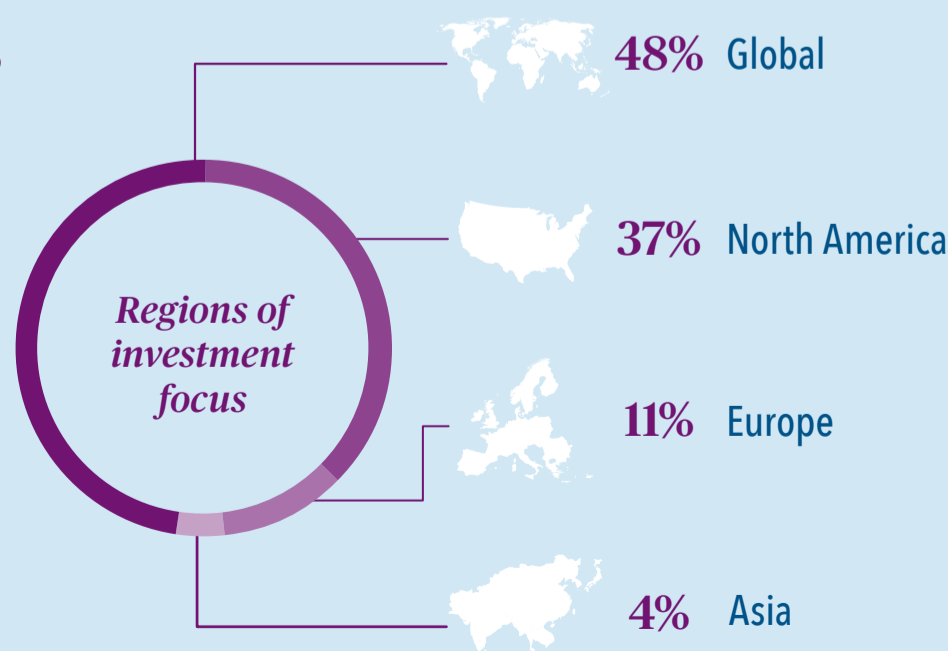 48% Global
37% North America
Regions of
investment
focus
11% Europe
4% Asia